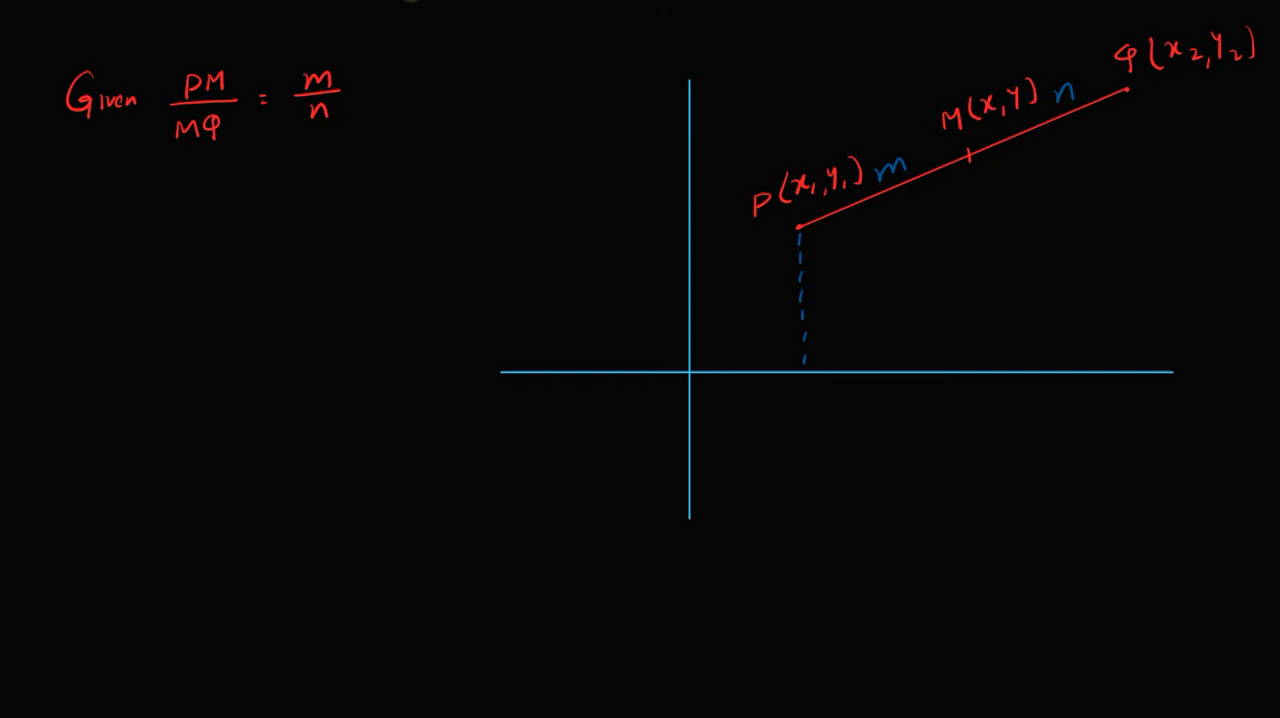 Given PM/MQ = m/n
Q(x₂,y₂)
M(x,y) n
P(x₁,y₁) m